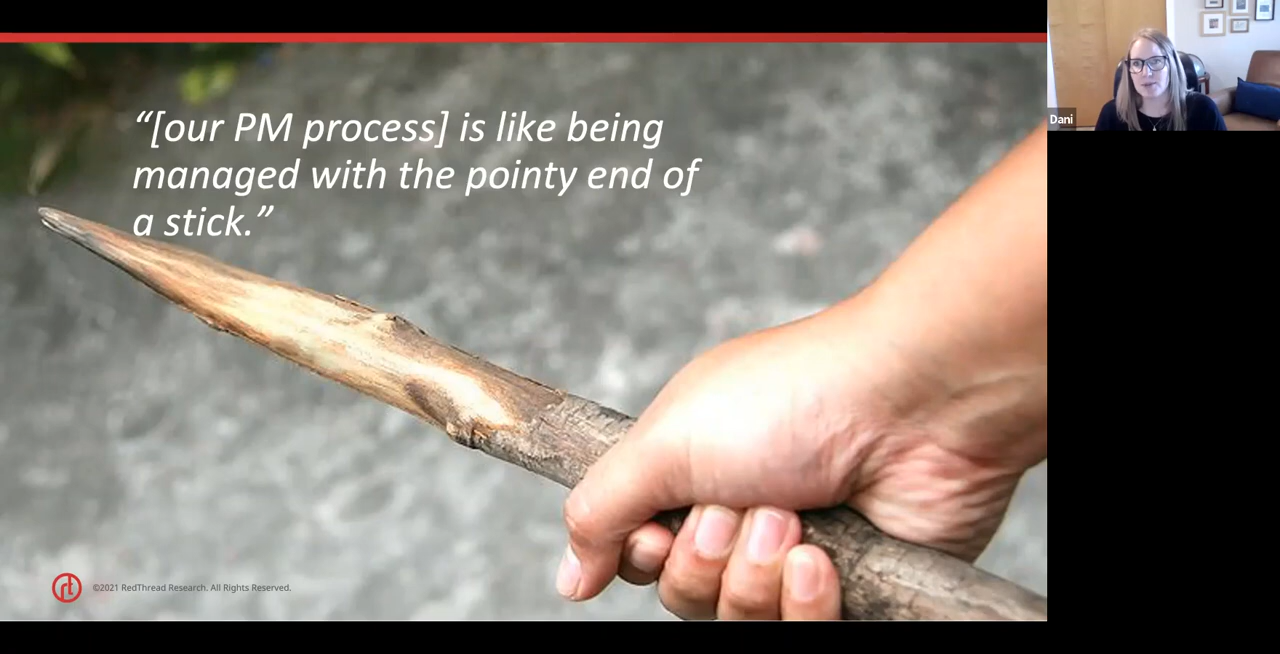 “[our PM process] is like being
managed with the pointy end of
a stick.”
Dani
rt
©2021 RedThread Research. All Rights Reserved.